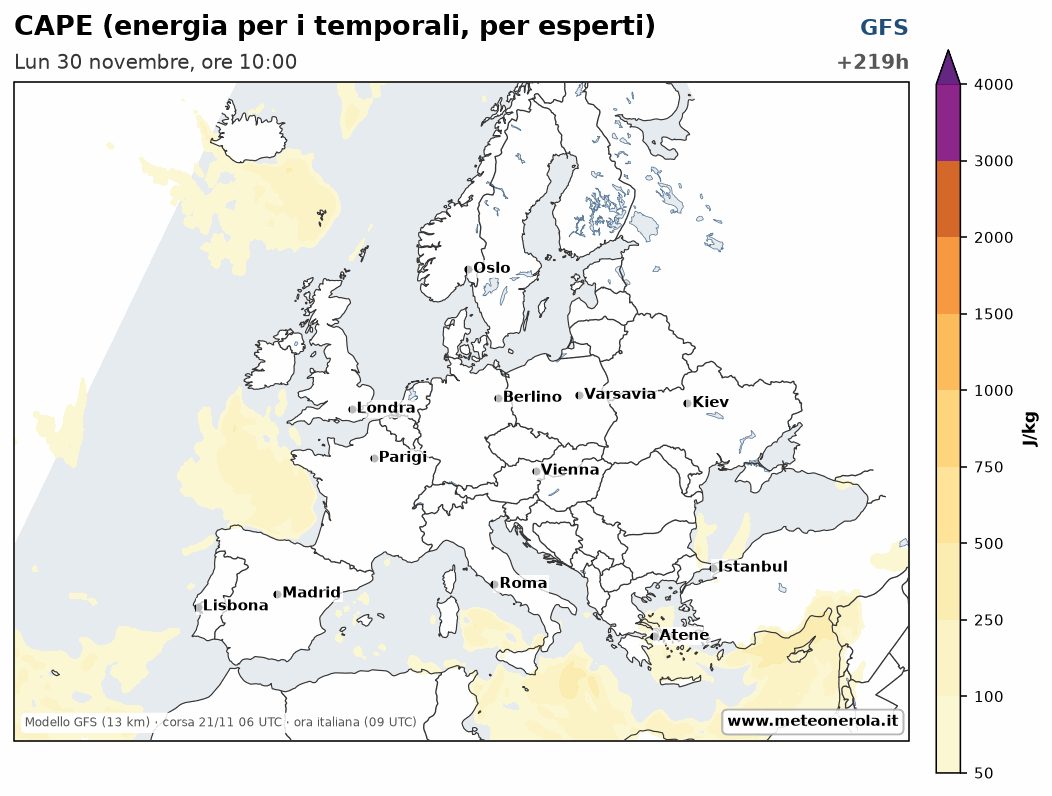 CAPE (energia per i temporali, per esperti)
GFS
Lun 30 novembre, ore 10:00
+219h
4000
3000
2000
1500
1000
750
500
250
100
50
J/kg
Oslo
Londra
Berlino
Varsavia
Kiev
Parigi
Vienna
Istanbul
Roma
Madrid
Lisbona
Atene
Modello GFS (13 km) · corsa 21/11 06 UTC · ora italiana (09 UTC)
www.meteonerola.it